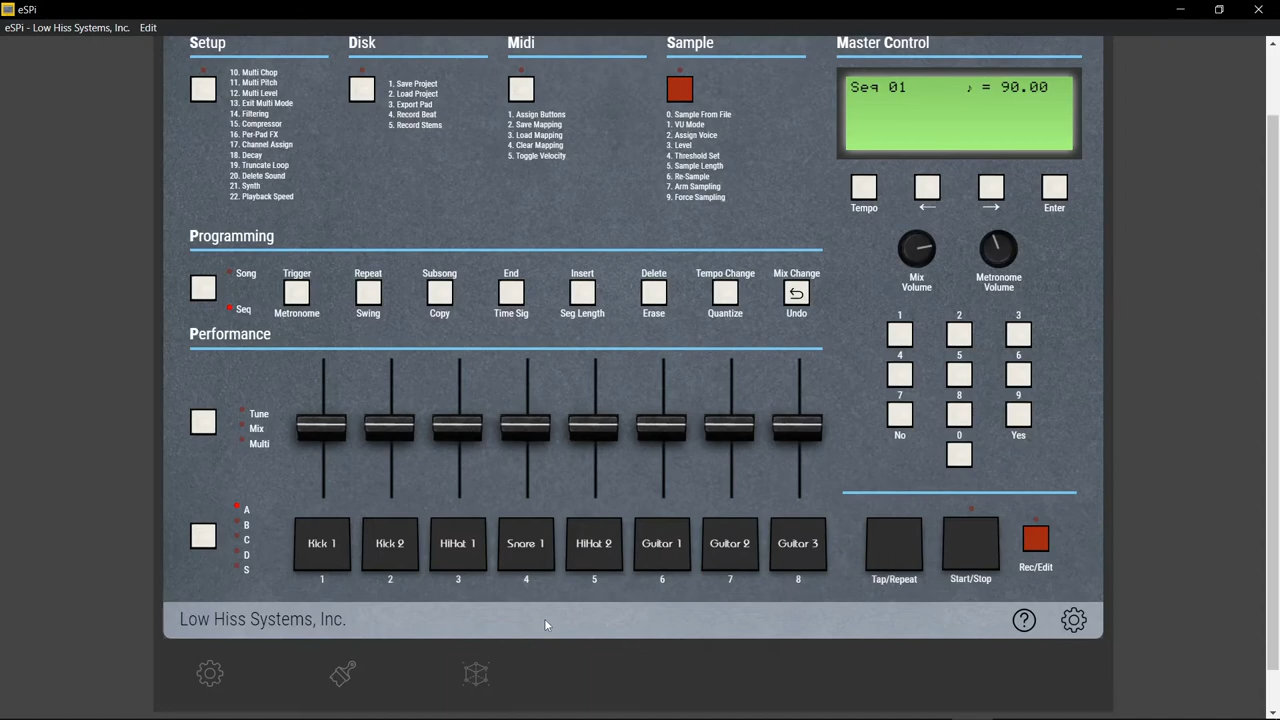 eSPi
eSPi - Low Hiss Systems, Inc. Edit
Setup
10. Multi Chop
11. Multi Pitch
12. Multi Level
13. Exit Multi Mode
14. Filtering
15. Compressor
16. Per-Pad FX
17. Channel Assign
18. Decay
19. Truncate Loop
20. Delete Sound
21. Synth
22. Playback Speed
Disk
1. Save Project
2. Load Project
3. Export Pad
4. Record Beat
5. Record Stems
Midi
1. Assign Buttons
2. Save Mapping
3. Load Mapping
4. Clear Mapping
5. Toggle Velocity
Sample
0. Sample From File
1. VU Mode
2. Assign Voice
3. Level
4. Threshold Set
5. Sample Length
6. Re-Sample
7. Arm Sampling
9. Force Sampling
Master Control
Seq 01 ♪ = 90.00
Tempo ← → Enter
Mix Volume
Metronome Volume
1 2 3
4 5 6
7 8 9
No 0 Yes
Programming
Song
Seq
Trigger Repeat Subsong End Insert Delete Tempo Change Mix Change
Metronome Swing Copy Time Sig Seg Length Erase Quantize Undo
Performance
Tune
Mix
Multi
A
B
C
D
S
Kick 1 Kick 2 HiHat 1 Snare 1 HiHat 2 Guitar 1 Guitar 2 Guitar 3
1 2 3 4 5 6 7 8
Tap/Repeat Start/Stop Rec/Edit
Low Hiss Systems, Inc. ?